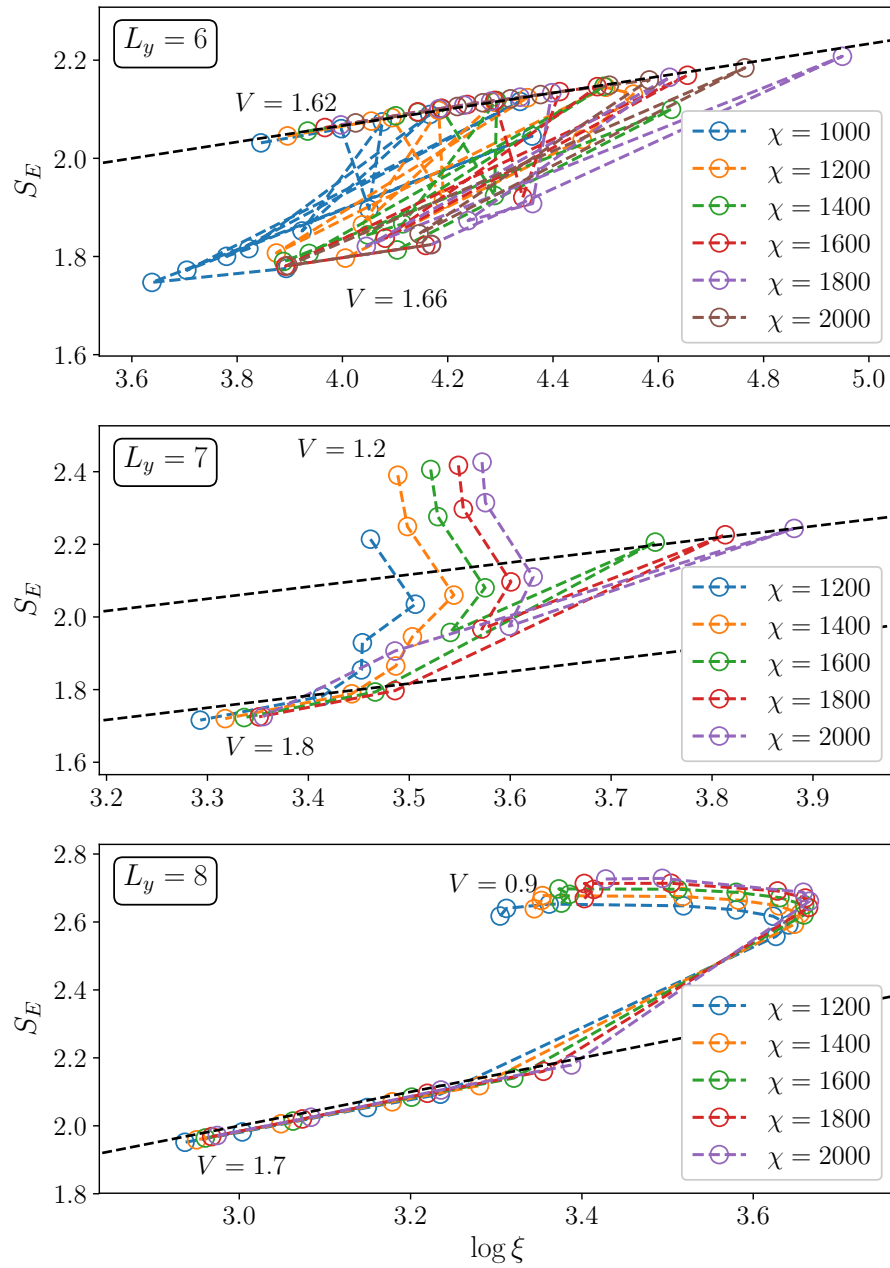 L_y = 6
V = 1.62
V = 1.66
χ = 1000
χ = 1200
χ = 1400
χ = 1600
χ = 1800
χ = 2000
S_E
2.2
2.0
1.8
1.6
3.6 3.8 4.0 4.2 4.4 4.6 4.8 5.0
L_y = 7
V = 1.2
V = 1.8
χ = 1200
χ = 1400
χ = 1600
χ = 1800
χ = 2000
S_E
2.4
2.2
2.0
1.8
1.6
3.2 3.3 3.4 3.5 3.6 3.7 3.8 3.9
L_y = 8
V = 0.9
V = 1.7
χ = 1200
χ = 1400
χ = 1600
χ = 1800
χ = 2000
S_E
2.8
2.6
2.4
2.2
2.0
1.8
3.0 3.2 3.4 3.6
log ξ